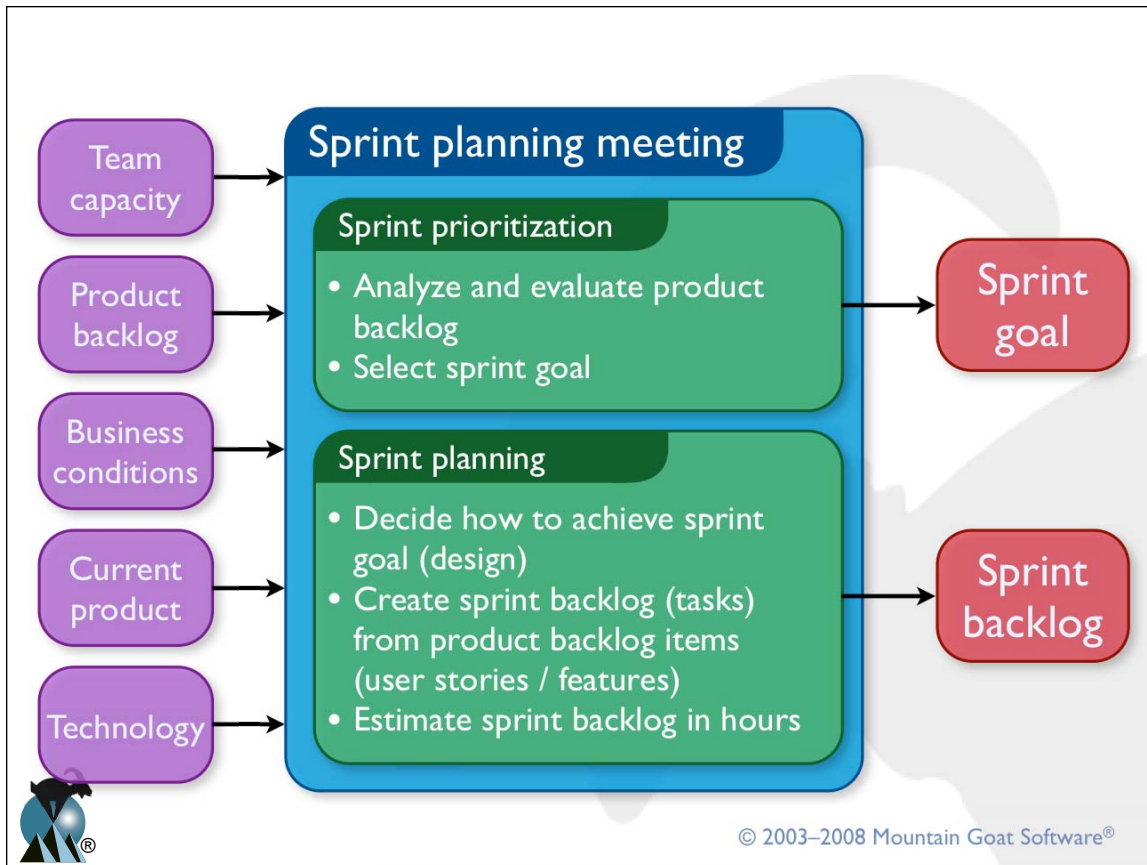 Team
capacity
Product
backlog
Business
conditions
Current
product
Technology
Sprint planning meeting
Sprint prioritization
• Analyze and evaluate product
backlog
• Select sprint goal
Sprint planning
• Decide how to achieve sprint
goal (design)
• Create sprint backlog (tasks)
from product backlog items
(user stories / features)
• Estimate sprint backlog in hours
Sprint
goal
Sprint
backlog
®
© 2003–2008 Mountain Goat Software®